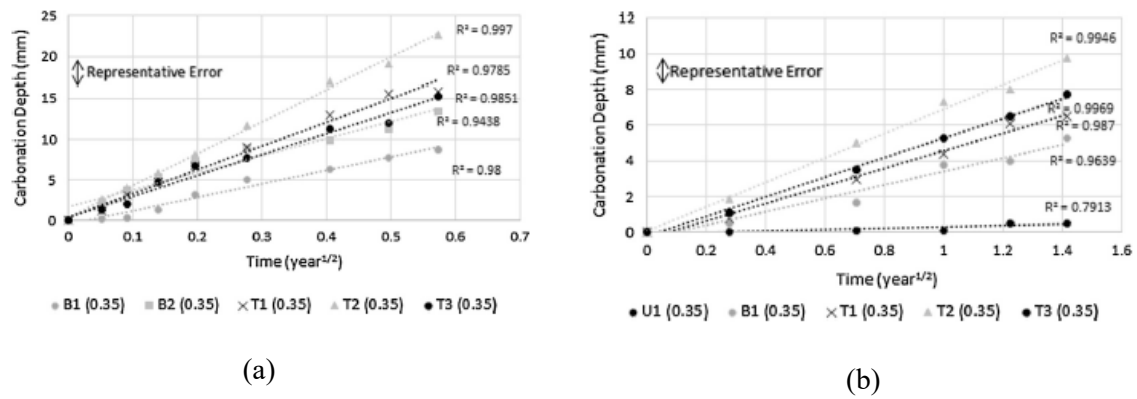 25
20
15
10
5
0
Carbonation Depth (mm)
Representative Error
R² = 0.997
R² = 0.9785
R² = 0.9851
R² = 0.9438
R² = 0.98
0 0.1 0.2 0.3 0.4 0.5 0.6 0.7
Time (year1/2)
B1 (0.35) B2 (0.35) T1 (0.35) T2 (0.35) T3 (0.35)
(a)
12
10
8
6
4
2
0
Carbonation Depth (mm)
Representative Error
R² = 0.9946
R² = 0.9969
R² = 0.987
R² = 0.9639
R² = 0.7913
0 0.2 0.4 0.6 0.8 1 1.2 1.4 1.6
Time (year1/2)
U1 (0.35) B1 (0.35) T1 (0.35) T2 (0.35) T3 (0.35)
(b)